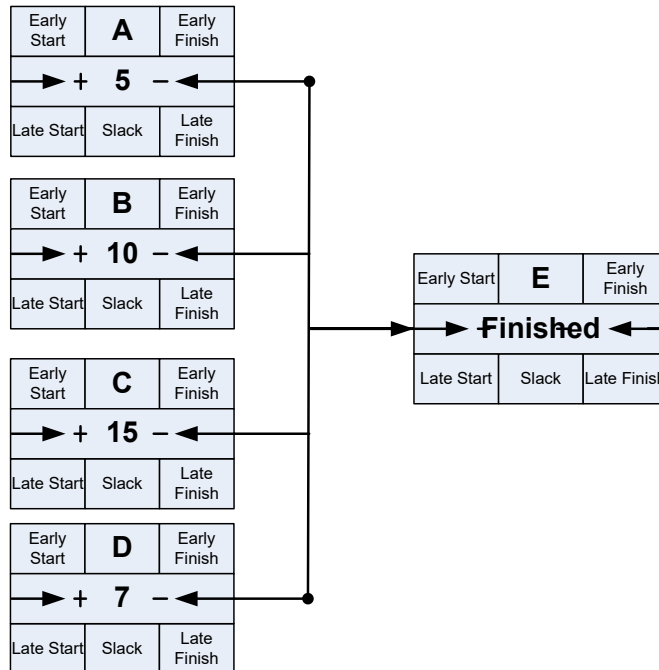 Early Start
A
Early Finish
+ 5 −
Late Start
Slack
Late Finish
Early Start
B
Early Finish
+ 10 −
Late Start
Slack
Late Finish
Early Start
C
Early Finish
+ 15 −
Late Start
Slack
Late Finish
Early Start
D
Early Finish
+ 7 −
Late Start
Slack
Late Finish
Early Start
E
Early Finish
Finished
Late Start
Slack
Late Finish